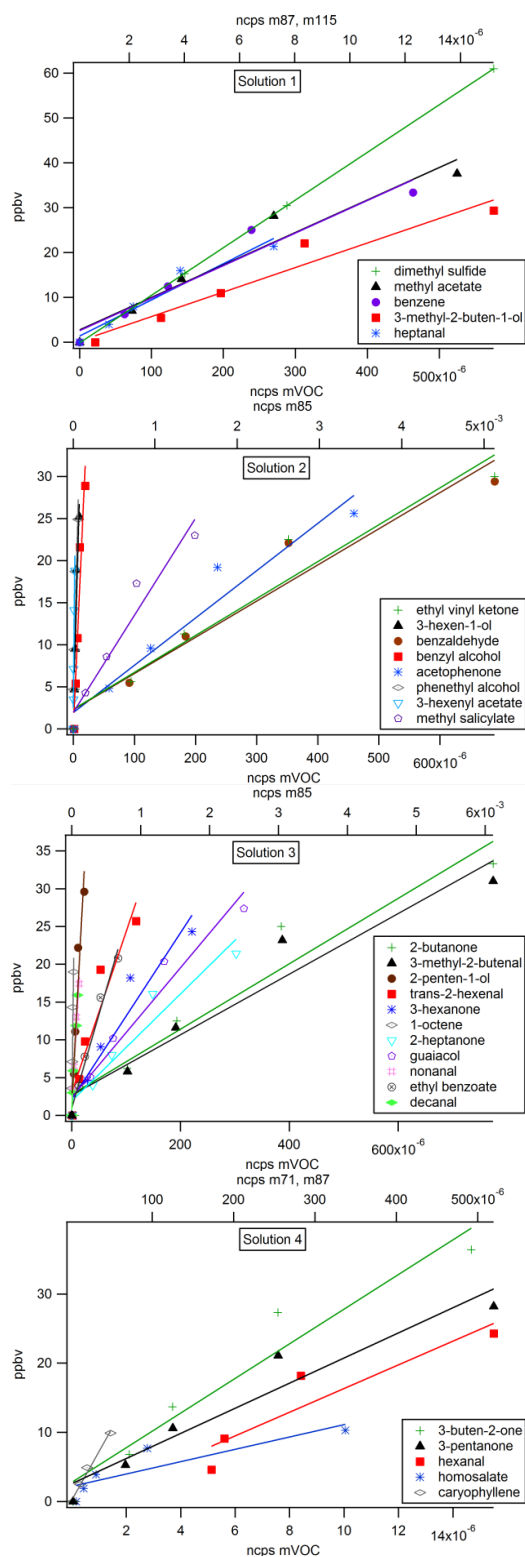 ncps m87, m115
2 4 6 8 10 12 14x10⁻⁶
Solution 1
60
50
40
30
20
10
0
ppbv
dimethyl sulfide
methyl acetate
benzene
3-methyl-2-buten-1-ol
heptanal
0 100 200 300 400 500x10⁻⁶
ncps mVOC
ncps m85
0 1 2 3 4 5x10⁻³
Solution 2
30
25
20
15
10
5
0
ppbv
ethyl vinyl ketone
3-hexen-1-ol
benzaldehyde
benzyl alcohol
acetophenone
phenethyl alcohol
3-hexenyl acetate
methyl salicylate
0 100 200 300 400 500 600x10⁻⁶
ncps mVOC
ncps m85
0 1 2 3 4 5 6x10⁻³
Solution 3
35
30
25
20
15
10
5
0
ppbv
2-butanone
3-methyl-2-butenal
2-penten-1-ol
trans-2-hexenal
3-hexanone
1-octene
2-heptanone
guaiacol
nonanal
ethyl benzoate
decanal
0 200 400 600x10⁻⁶
ncps mVOC
ncps m71, m87
100 200 300 400 500x10⁻⁶
Solution 4
30
20
10
0
ppbv
3-buten-2-one
3-pentanone
hexanal
homosalate
caryophyllene
2 4 6 8 10 14x10⁻⁶
ncps mVOC